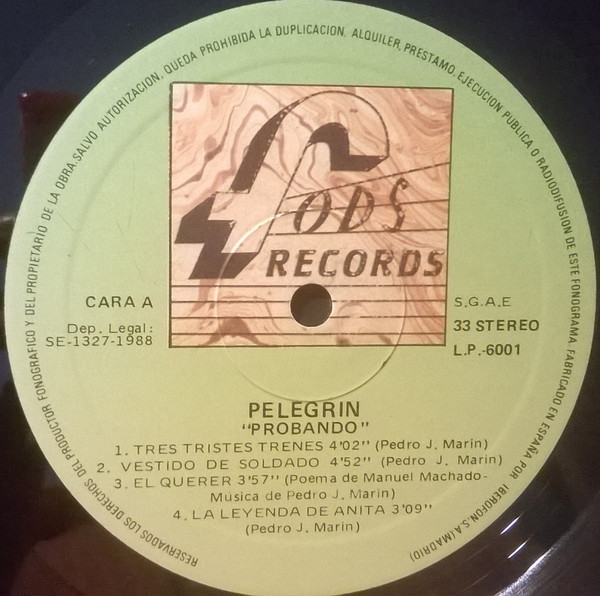 RESERVADOS LOS DERECHOS DEL PRODUCTOR FONOGRAFICO Y DEL PROPIETARIO DE LA OBRA. SALVO AUTORIZACION, QUEDA PROHIBIDA LA DUPLICACION, ALQUILER, PRESTAMO, EJECUCION PUBLICA O RADIODIFUSION DE ESTE FONOGRAMA. FABRICADO EN ESPAÑA POR: IBEROFON, S.A. (MADRID)
FODS
RECORDS
CARA A
Dep. Legal:
SE-1327-1988
S.G.A.E
33 STEREO
L.P.-6001
PELEGRIN
"PROBANDO"
1. TRES TRISTES TRENES 4'02" (Pedro J. Marin)
2. VESTIDO DE SOLDADO 4'52" (Pedro J. Marin)
3. EL QUERER 3'57" (Poema de Manuel Machado-
Música de Pedro J. Marin)
4. LA LEYENDA DE ANITA 3'09"
(Pedro J. Marin)